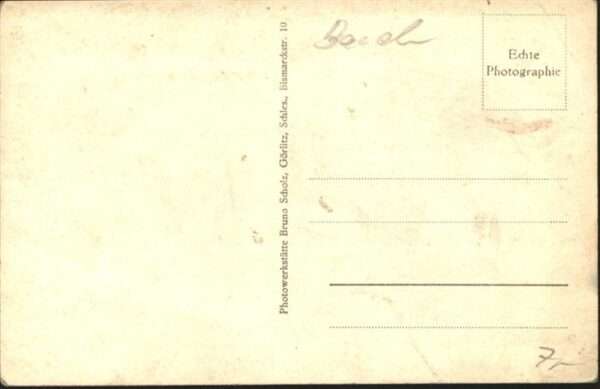 Photowerkstätte Bruno Scholz, Görlitz, Schles., Bismarckstr. 10
Echte
Photographie